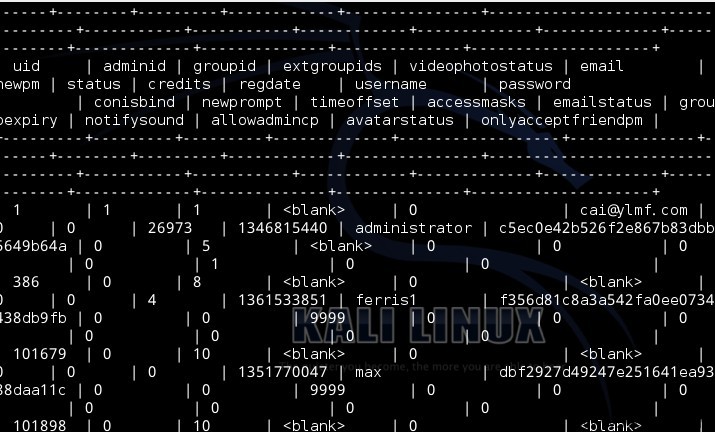 uid | adminid | groupid | extgroupids | videophotostatus | email |
newpm | status | credits | regdate | username | password
| conisbind | newprompt | timeoffset | accessmasks | emailstatus | grou
pexpiry | notifysound | allowadmincp | avatarstatus | onlyacceptfriendpm |
1 | 1 | 1 | <blank> | 0 | cai@ylmf.com |
0 | 0 | 26973 | 1346815440 | administrator | c5ec0e42b526f2e867b83dbb
5649b64a | 0 | 5 | <blank> | 0 | 0 | 0
| 0 | 1 | 0 | 0 |
386 | 0 | 8 | <blank> | 0 | <blank> |
0 | 0 | 4 | 1361533851 | ferris1 | f356d81c8a3a542fa0ee0734
438db9fb | 0 | 0 | 9999 | 0 | 0 | 0
| 0 | 0 | 0 | 0 |
KALI LINUX
the more you are
101679 | 0 | 10 | <blank> | 0 | <blank> |
0 | 0 | 0 | 1351770047 | max | dbf2927d49247e251641ea93
38daa11c | 0 | 0 | 9999 | 0 | 0 | 0
| 0 | 0 | 0 | 0 |
101898 | 0 | 10 | <blank> | 0 | <blank> |